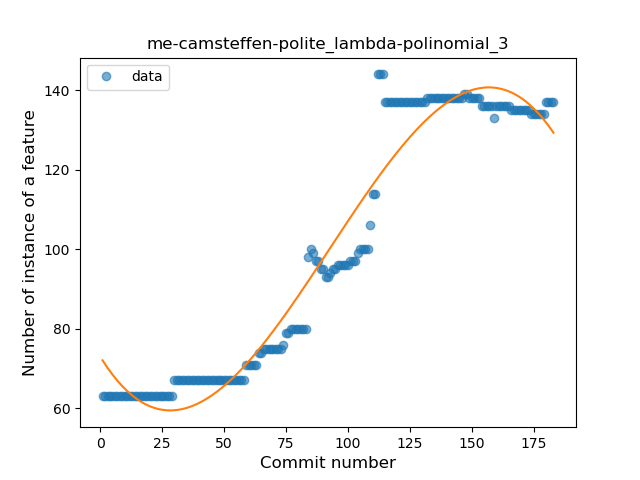 me-camsteffen-polite_lambda-polinomial_3
data
Number of instance of a feature
140
120
100
80
60
0 25 50 75 100 125 150 175
Commit number